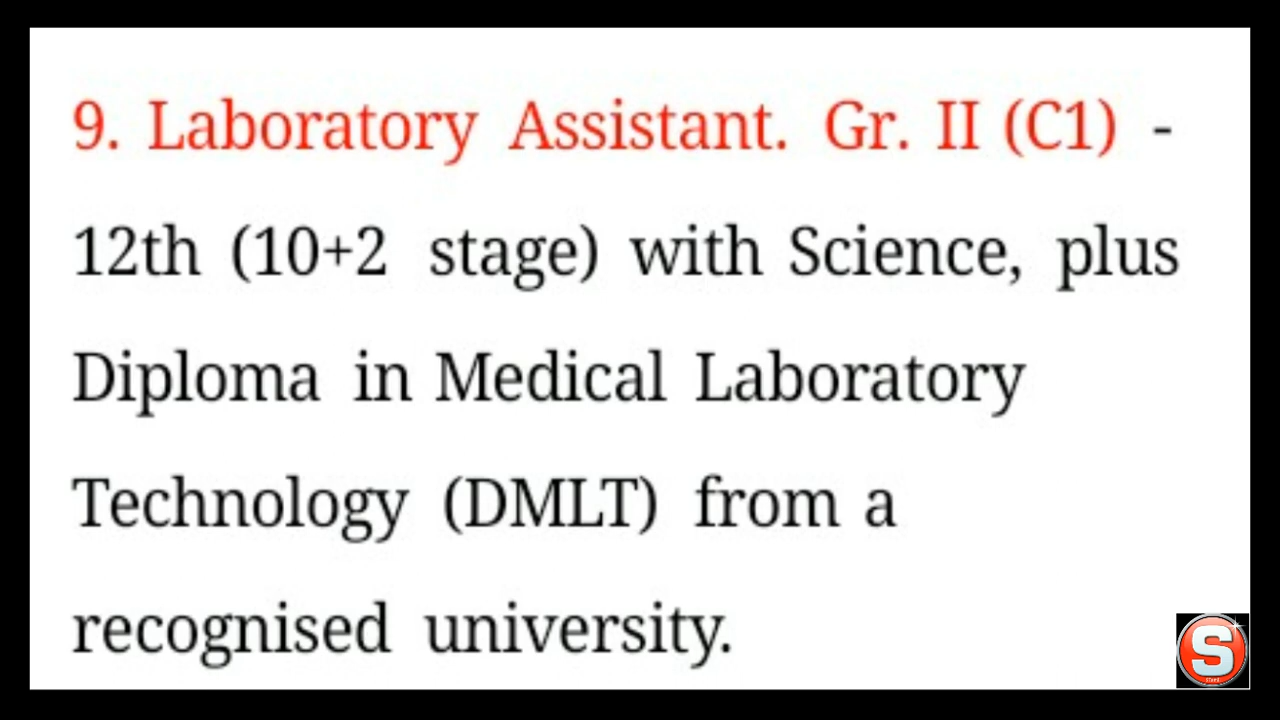 9. Laboratory Assistant. Gr. II (C1) -
12th (10+2 stage) with Science, plus
Diploma in Medical Laboratory
Technology (DMLT) from a
recognised university.
S